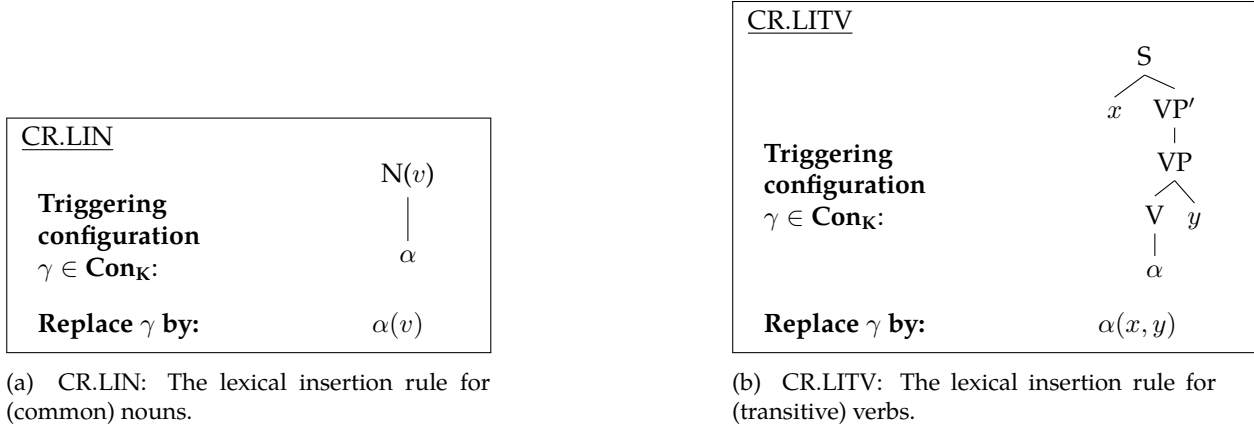 CR.LIN
N(v)
Triggering
configuration
γ ∈ Con_K:
α
Replace γ by: α(v)
(a) CR.LIN: The lexical insertion rule for
(common) nouns.
CR.LITV
S
x VP′
Triggering
configuration
γ ∈ Con_K:
VP
V y
α
Replace γ by: α(x, y)
(b) CR.LITV: The lexical insertion rule for
(transitive) verbs.